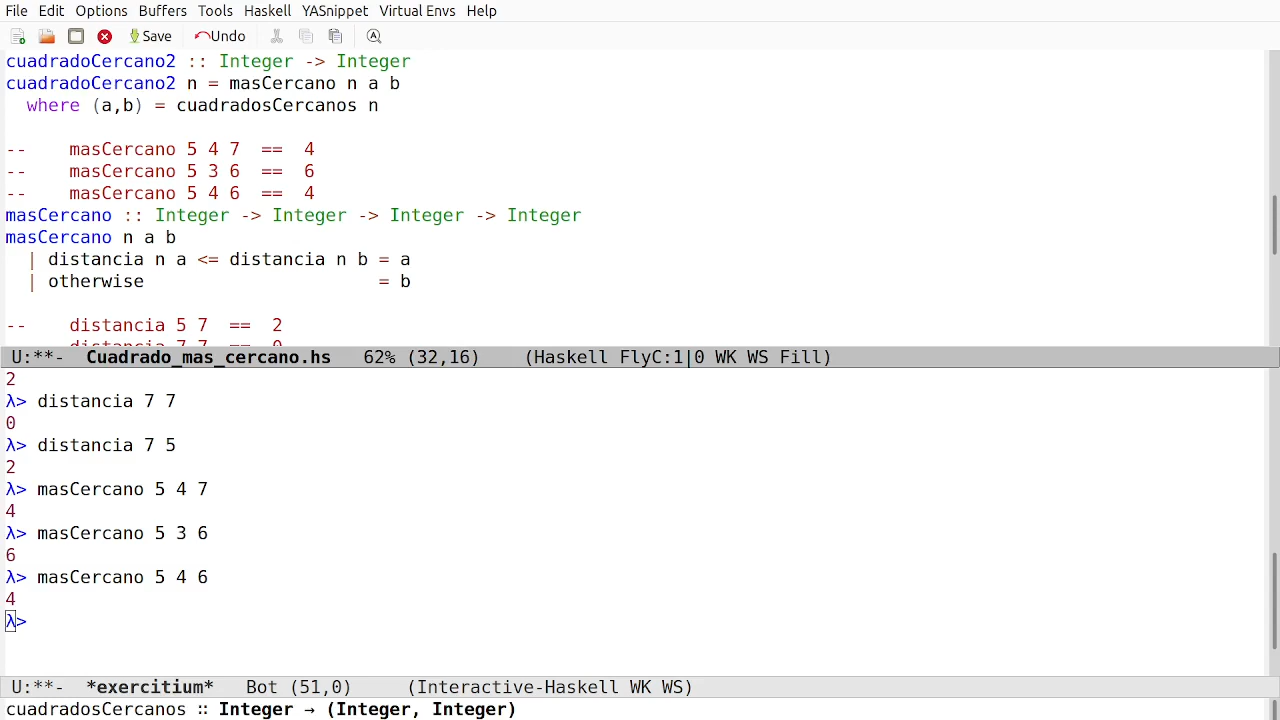 File Edit Options Buffers Tools Haskell YASnippet Virtual Envs Help
Save Undo
cuadradoCercano2 :: Integer -> Integer
cuadradoCercano2 n = masCercano n a b
  where (a,b) = cuadradosCercanos n
--    masCercano 5 4 7  ==  4
--    masCercano 5 3 6  ==  6
--    masCercano 5 4 6  ==  4
masCercano :: Integer -> Integer -> Integer -> Integer
masCercano n a b
  | distancia n a <= distancia n b = a
  | otherwise                      = b
--    distancia 5 7  ==  2
--    distancia 7 7  ==  0
U:**-  Cuadrado_mas_cercano.hs   62% (32,16)    (Haskell FlyC:1|0 WK WS Fill)
2
λ> distancia 7 7
0
λ> distancia 7 5
2
λ> masCercano 5 4 7
4
λ> masCercano 5 3 6
6
λ> masCercano 5 4 6
4
λ>
U:**-  *exercitium*   Bot (51,0)     (Interactive-Haskell WK WS)
cuadradosCercanos :: Integer → (Integer, Integer)